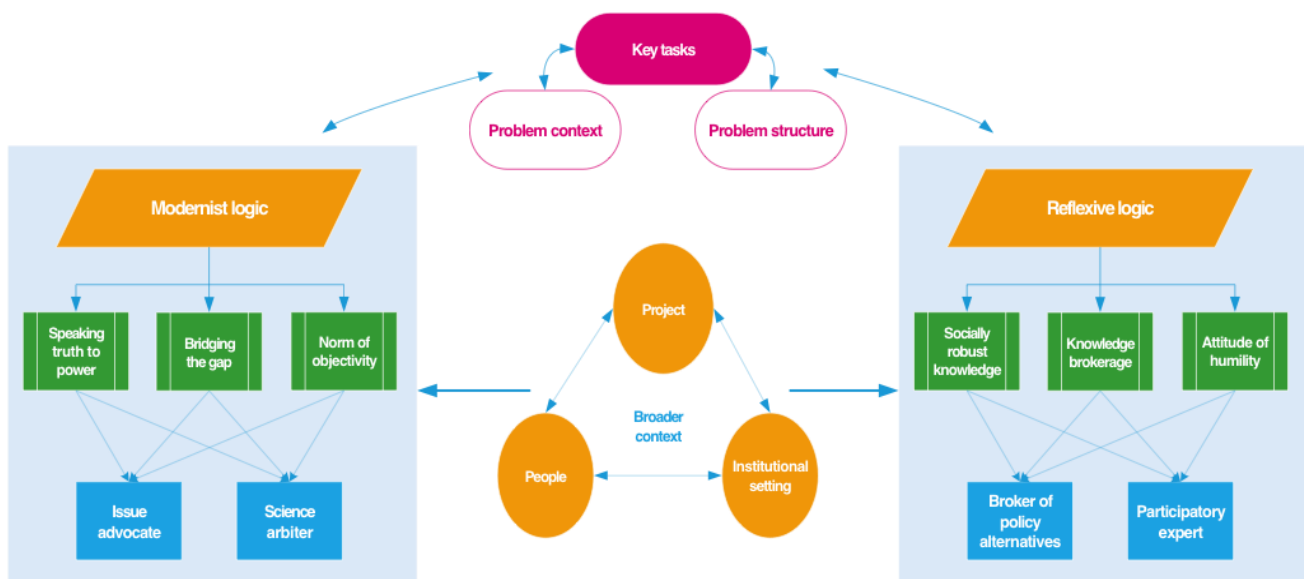 Key tasks
Problem context
Problem structure
Modernist logic
Speaking
truth to
power
Bridging
the gap
Norm of
objectivity
Issue
advocate
Science
arbiter
Project
Broader
context
People
Institutional
setting
Reflexive logic
Socially
robust
knowledge
Knowledge
brokerage
Attitude of
humility
Broker of
policy
alternatives
Participatory
expert